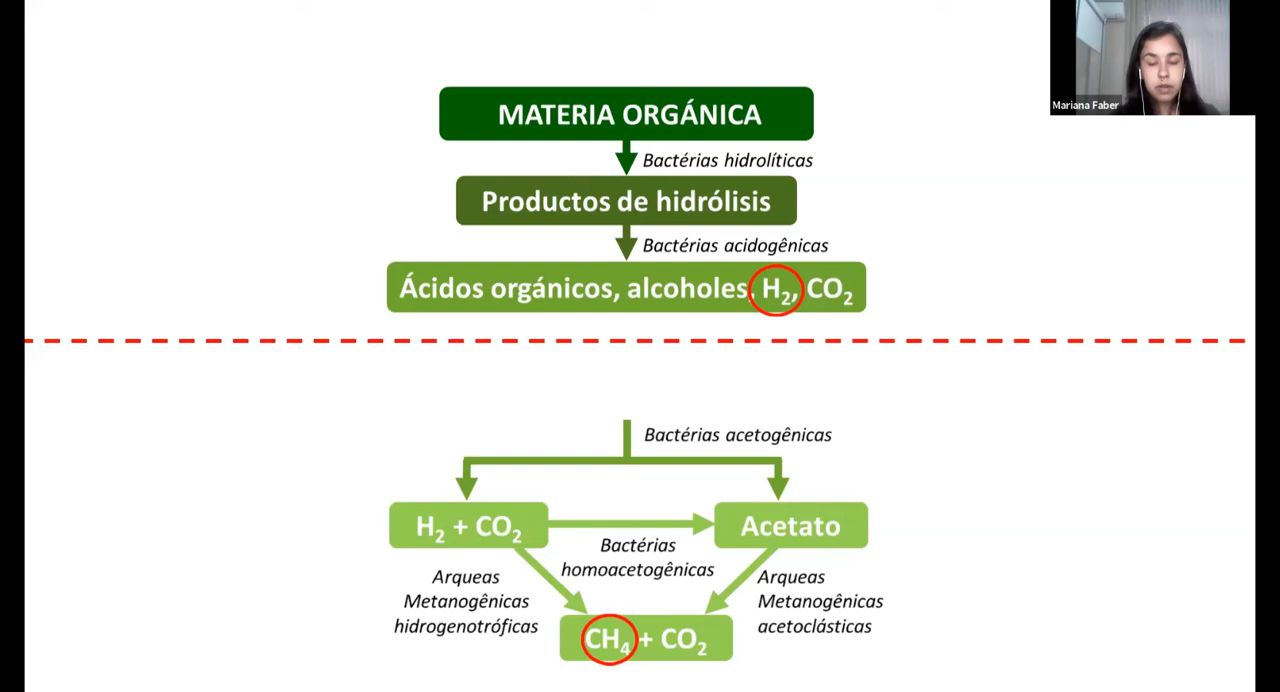 Mariana Faber
MATERIA ORGÁNICA
Bactérias hidrolíticas
Productos de hidrólisis
Bactérias acidogênicas
Ácidos orgánicos, alcoholes, H₂, CO₂
Bactérias acetogênicas
H₂ + CO₂
Acetato
Bactérias
homoacetogênicas
Arqueas
Metanogênicas
hidrogenotróficas
Arqueas
Metanogênicas
acetoclásticas
CH₄ + CO₂